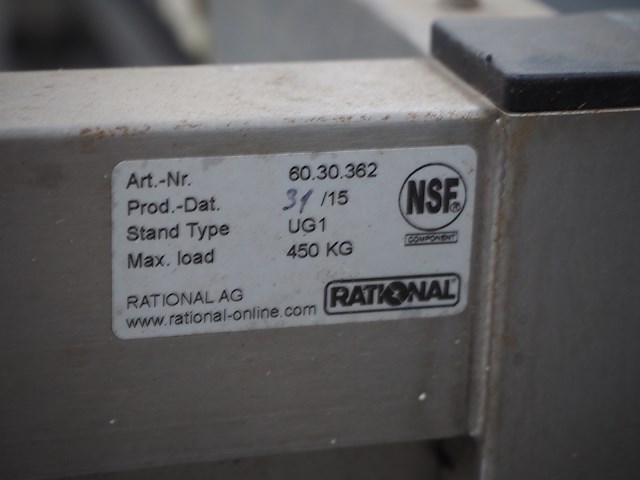 Art.-Nr. 60.30.362
Prod.-Dat. 31 /15
Stand Type UG1
Max. load 450 KG
NSF®
COMPONENT
RATIONAL AG
www.rational-online.com
RATIONAL